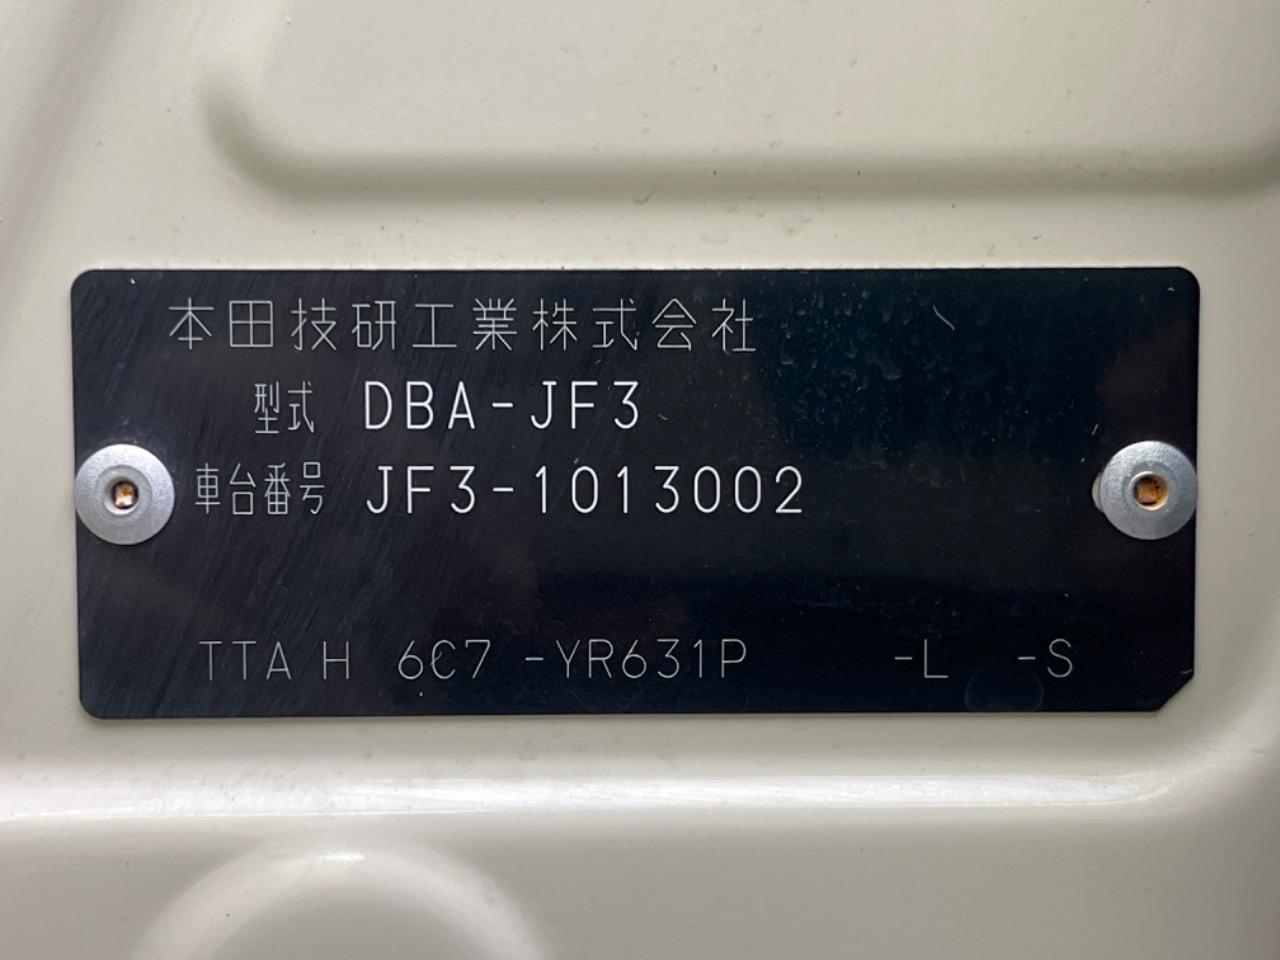 本田技研工業株式会社
型式 DBA-JF3
車台番号 JF3-1013002
TTA H 6C7 -YR631P -L -S